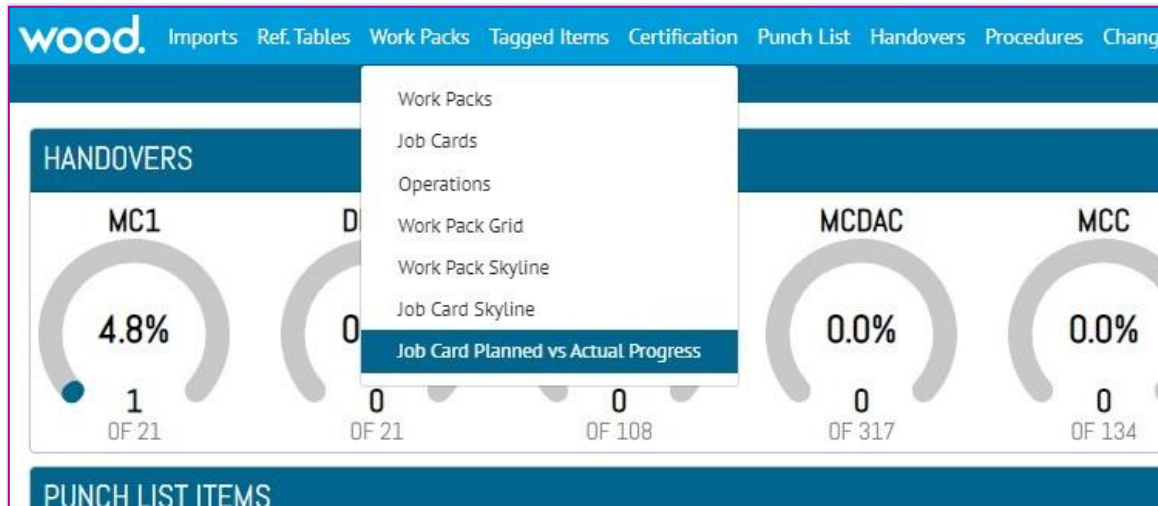 wood. Imports Ref. Tables Work Packs Tagged Items Certification Punch List Handovers Procedures Chang
Work Packs
Job Cards
Operations
Work Pack Grid
Work Pack Skyline
Job Card Skyline
Job Card Planned vs Actual Progress
HANDOVERS
MC1 D MCDAC MCC
4.8% 0 0.0% 0.0%
1 0 0 0 0
OF 21 OF 21 OF 108 OF 317 OF 134
PUNCH LIST ITEMS